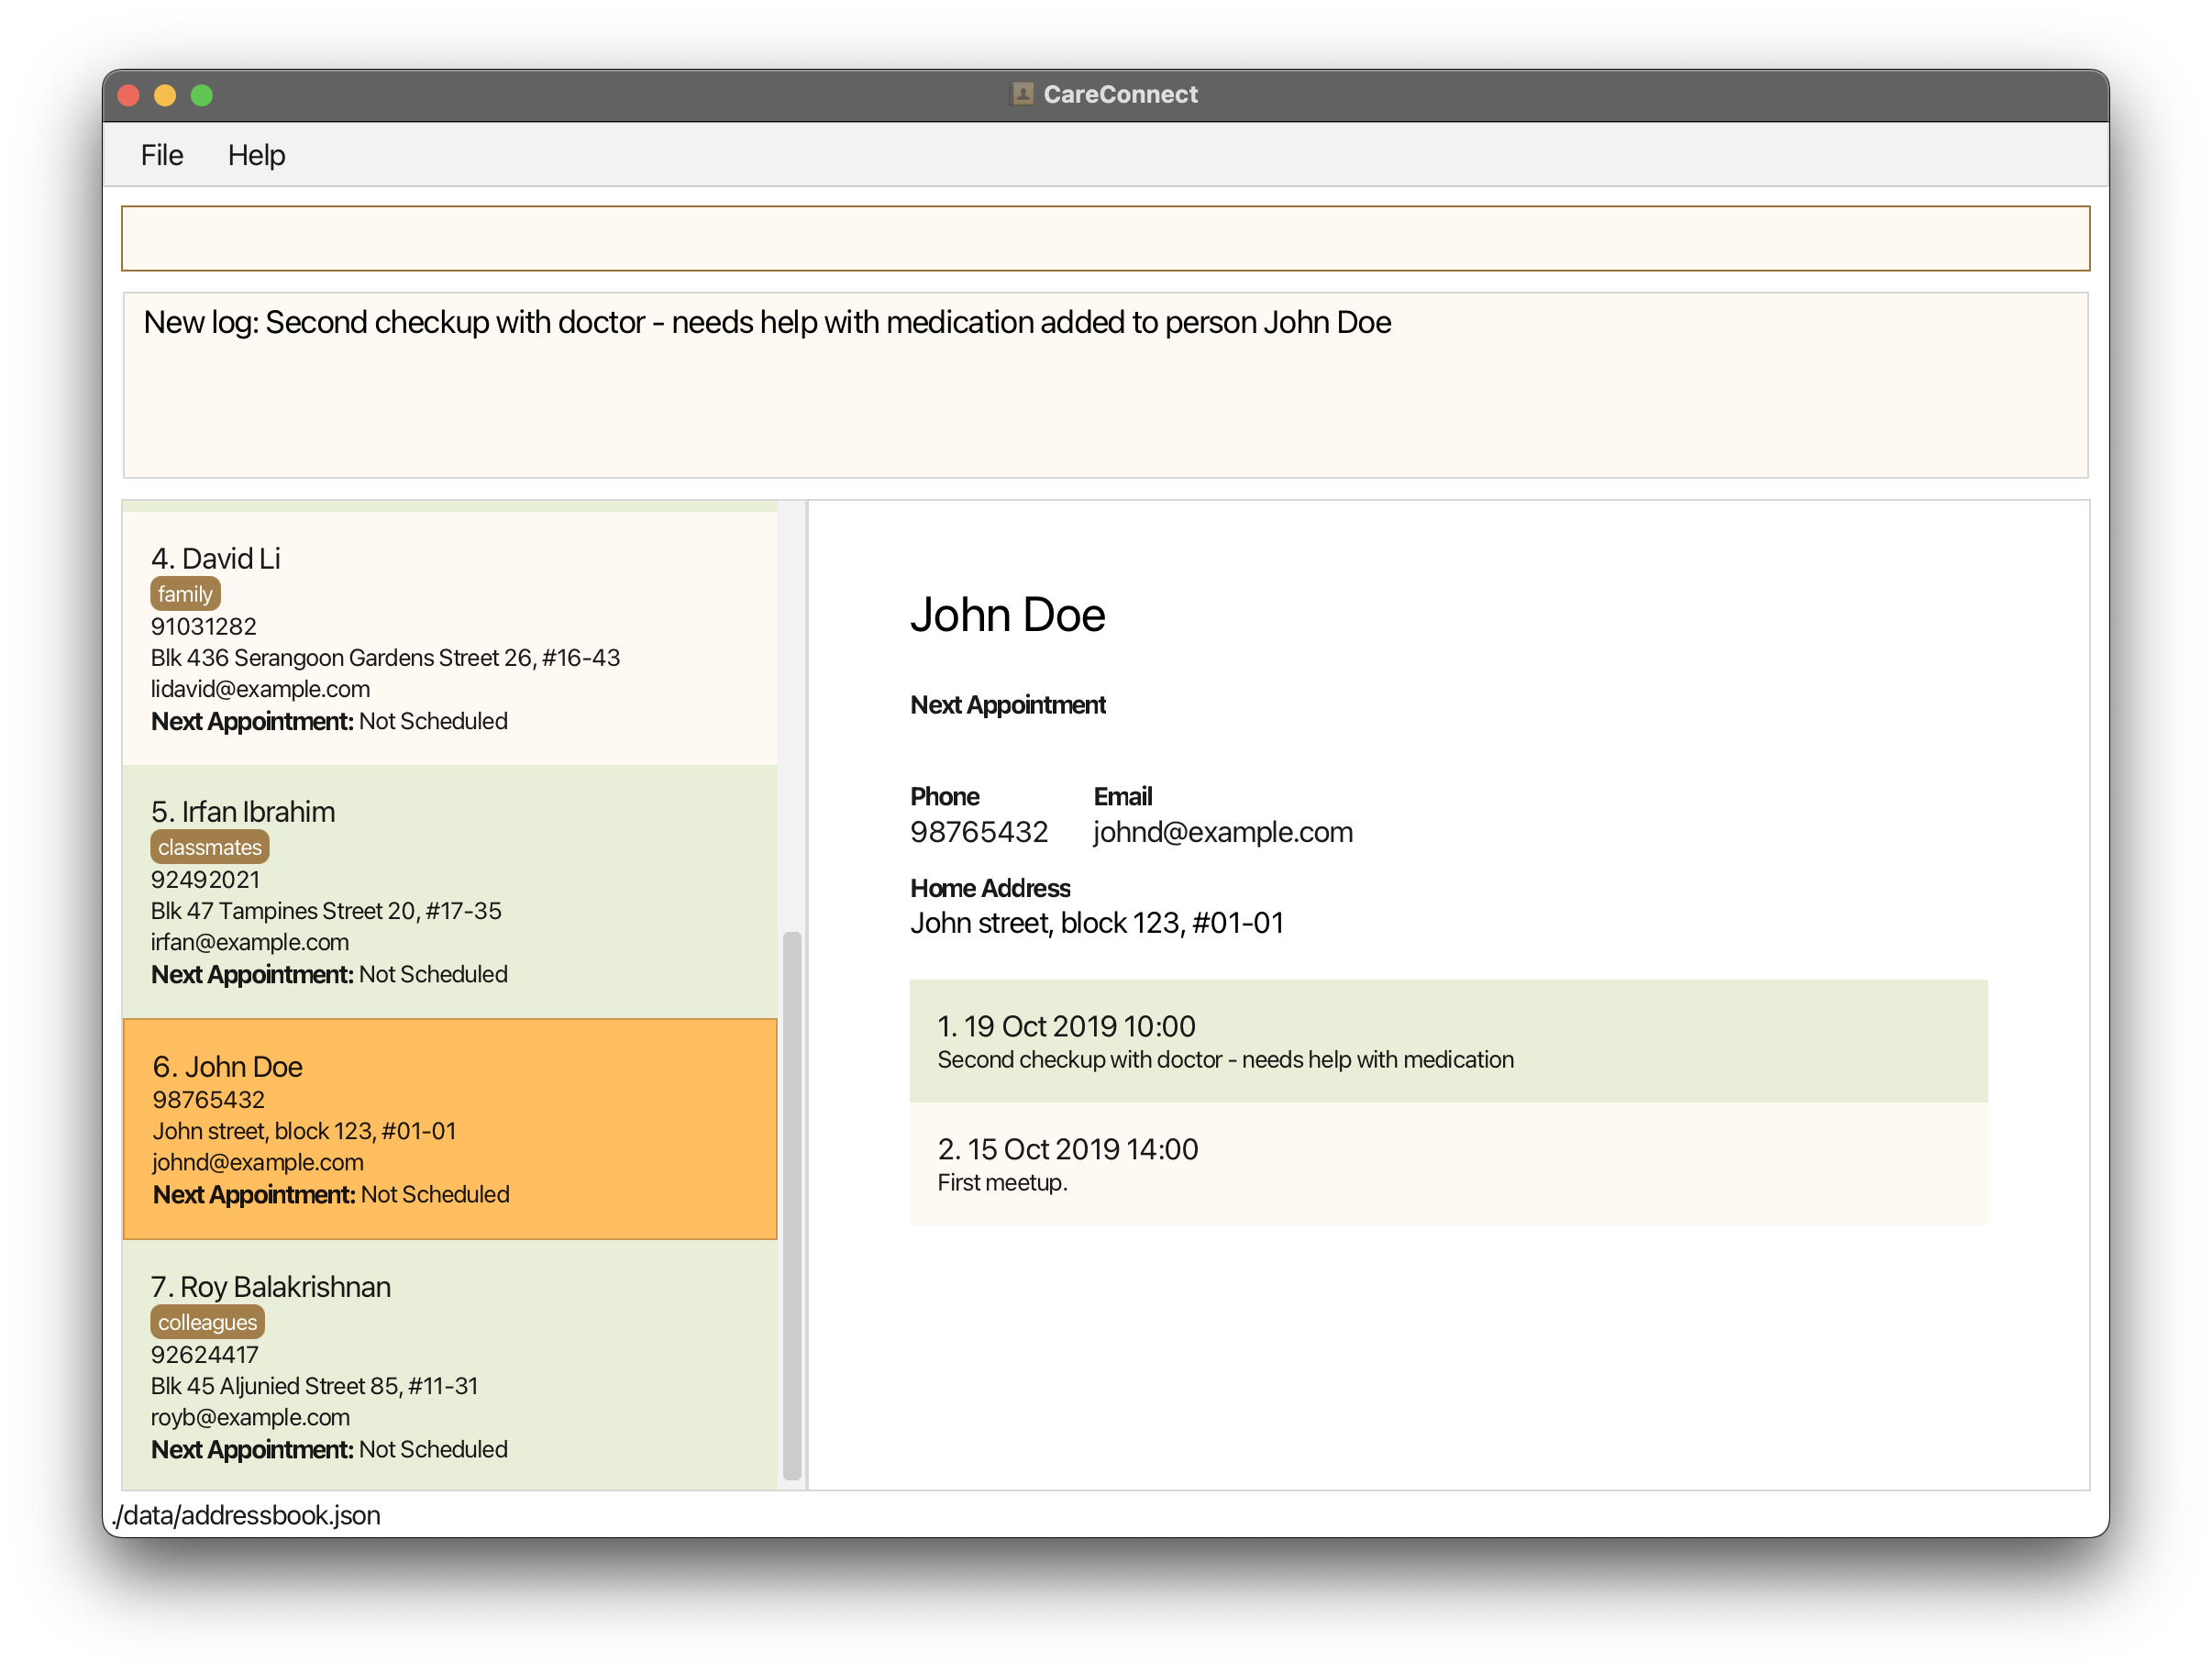 CareConnect
File Help
New log: Second checkup with doctor - needs help with medication added to person John Doe
4. David Li
family
91031282
Blk 436 Serangoon Gardens Street 26, #16-43
lidavid@example.com
Next Appointment: Not Scheduled
5. Irfan Ibrahim
classmates
92492021
Blk 47 Tampines Street 20, #17-35
irfan@example.com
Next Appointment: Not Scheduled
6. John Doe
98765432
John street, block 123, #01-01
johnd@example.com
Next Appointment: Not Scheduled
7. Roy Balakrishnan
colleagues
92624417
Blk 45 Aljunied Street 85, #11-31
royb@example.com
Next Appointment: Not Scheduled
John Doe
Next Appointment
Phone Email
98765432 johnd@example.com
Home Address
John street, block 123, #01-01
1. 19 Oct 2019 10:00
Second checkup with doctor - needs help with medication
2. 15 Oct 2019 14:00
First meetup.
./data/addressbook.json